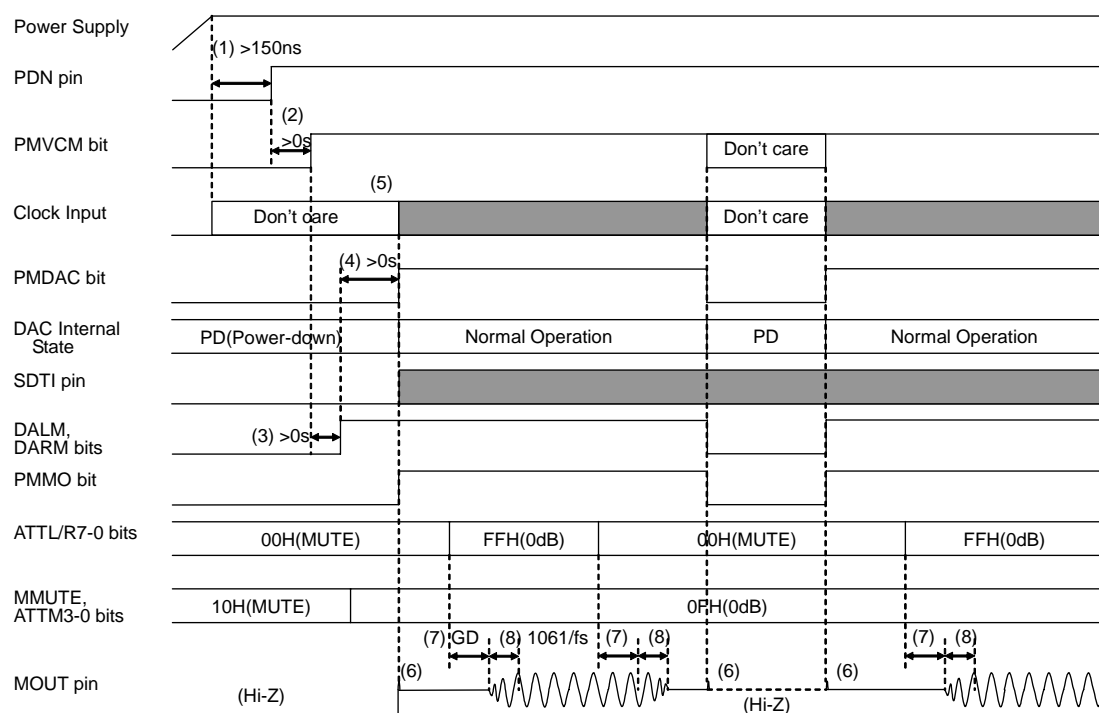 Power Supply
(1) >150ns
PDN pin
(2)
PMVCM bit
>0s
Don't care
(5)
Clock Input
Don't care
Don't care
(4) >0s
PMDAC bit
DAC Internal
State
PD(Power-down)
Normal Operation
PD
Normal Operation
SDTI pin
DALM,
DARM bits
(3) >0s
PMMO bit
ATTL/R7-0 bits
00H(MUTE)
FFH(0dB)
00H(MUTE)
FFH(0dB)
MMUTE,
ATTM3-0 bits
10H(MUTE)
0FH(0dB)
(7) GD
(8)
1061/fs
(7)
(8)
(7)
(8)
MOUT pin
(Hi-Z)
(6)
(6)
(Hi-Z)
(6)